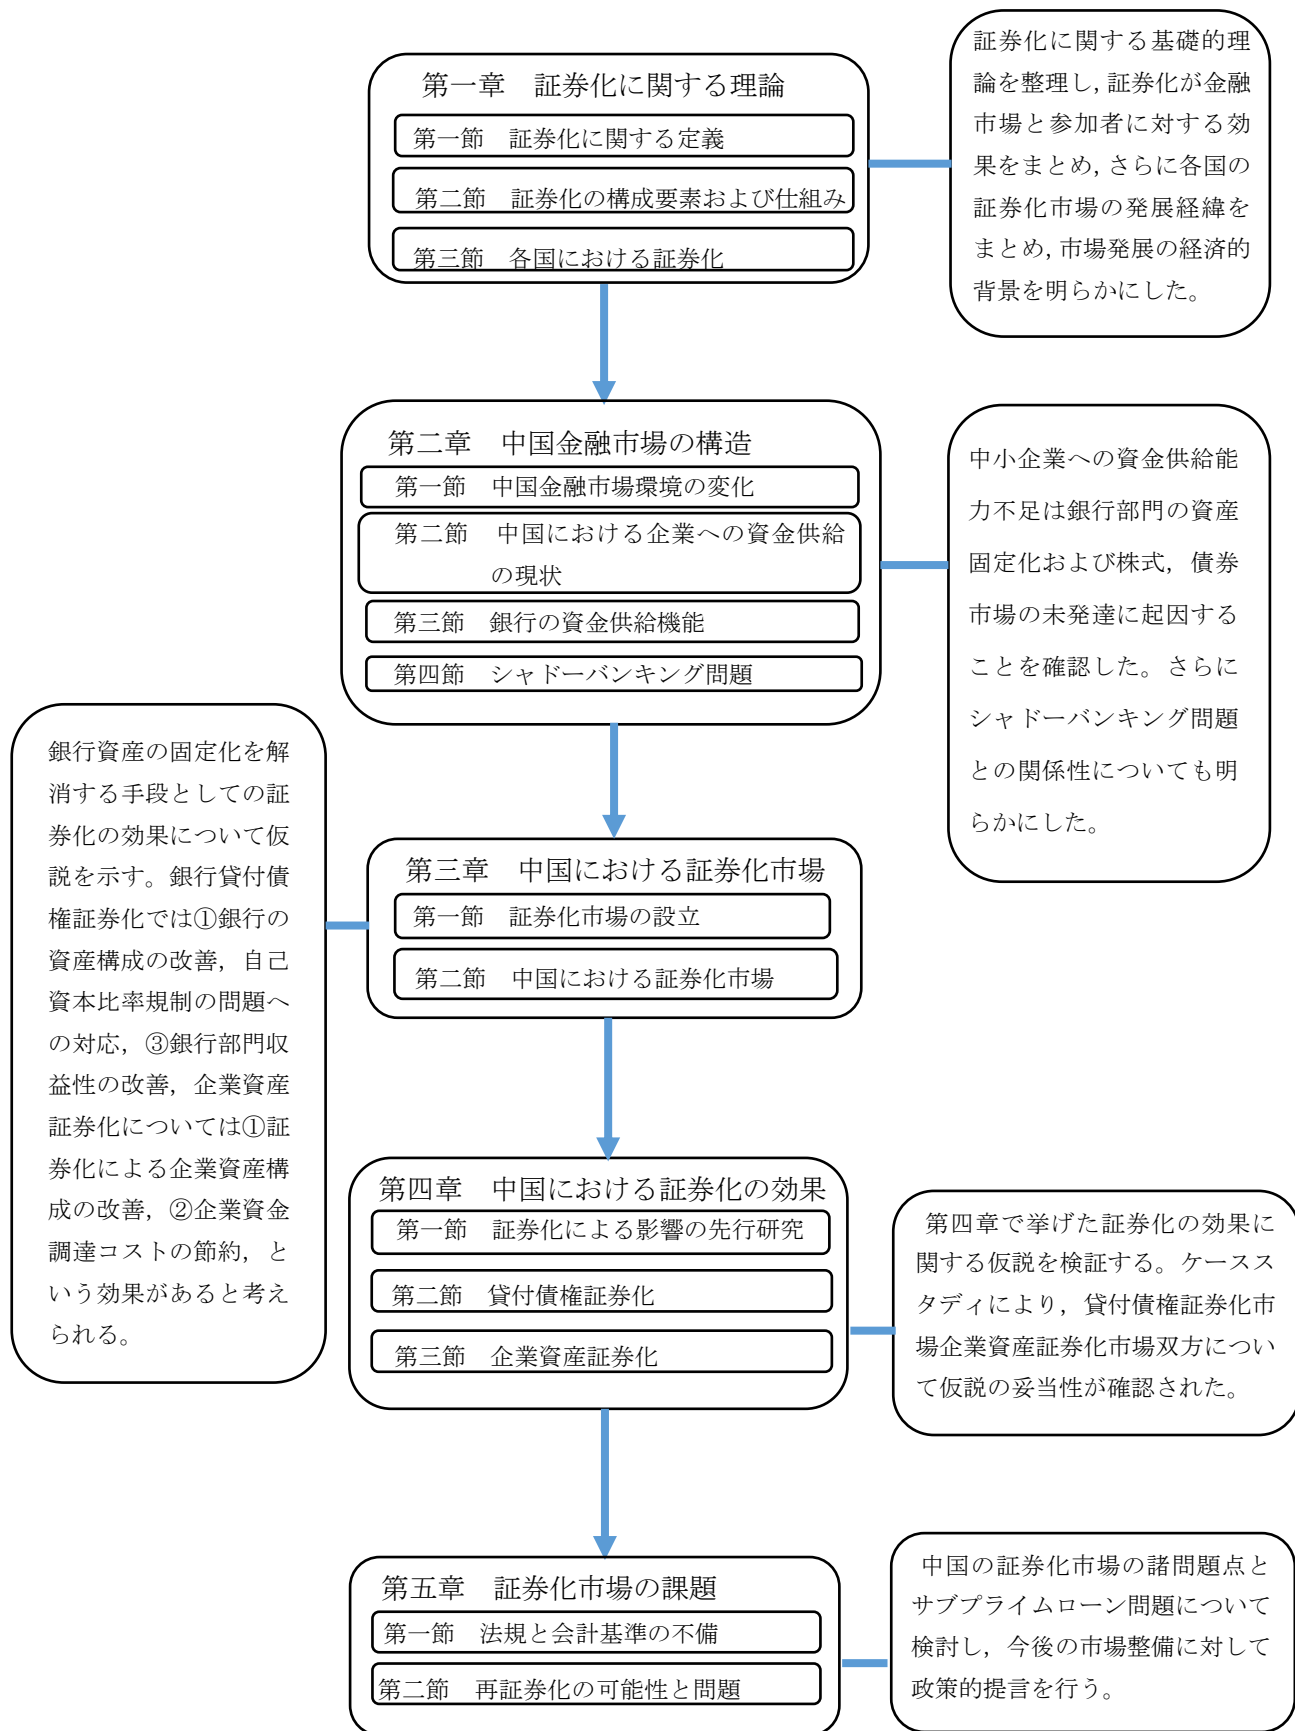 第一章　証券化に関する理論
第一節　証券化に関する定義
第二節　証券化の構成要素および仕組み
第三節　各国における証券化
証券化に関する基礎的理
論を整理し,証券化が金融
市場と参加者に対する効
果をまとめ,さらに各国の
証券化市場の発展経緯を
まとめ,市場発展の経済的
背景を明らかにした。
第二章　中国金融市場の構造
第一節　中国金融市場環境の変化
第二節　中国における企業への資金供給
の現状
第三節　銀行の資金供給機能
第四節　シャドーバンキング問題
中小企業への資金供給能
力不足は銀行部門の資産
固定化および株式，債券
市場の未発達に起因する
ことを確認した。さらに
シャドーバンキング問題
との関係性についても明
らかにした。
第三章　中国における証券化市場
第一節　証券化市場の設立
第二節　中国における証券化市場
銀行資産の固定化を解
消する手段としての証
券化の効果について仮
説を示す。銀行貸付債
権証券化では①銀行の
資産構成の改善，自己
資本比率規制の問題へ
の対応，③銀行部門収
益性の改善，企業資産
証券化については①証
券化による企業資産構
成の改善，②企業資金
調達コストの節約，と
いう効果があると考え
られる。
第四章　中国における証券化の効果
第一節　証券化による影響の先行研究
第二節　貸付債権証券化
第三節　企業資産証券化
第四章で挙げた証券化の効果に
関する仮説を検証する。ケースス
タディにより，貸付債権証券化市
場企業資産証券化市場双方につい
て仮説の妥当性が確認された。
第五章　証券化市場の課題
第一節　法規と会計基準の不備
第二節　再証券化の可能性と問題
中国の証券化市場の諸問題点と
サブプライムローン問題について
検討し，今後の市場整備に対して
政策的提言を行う。